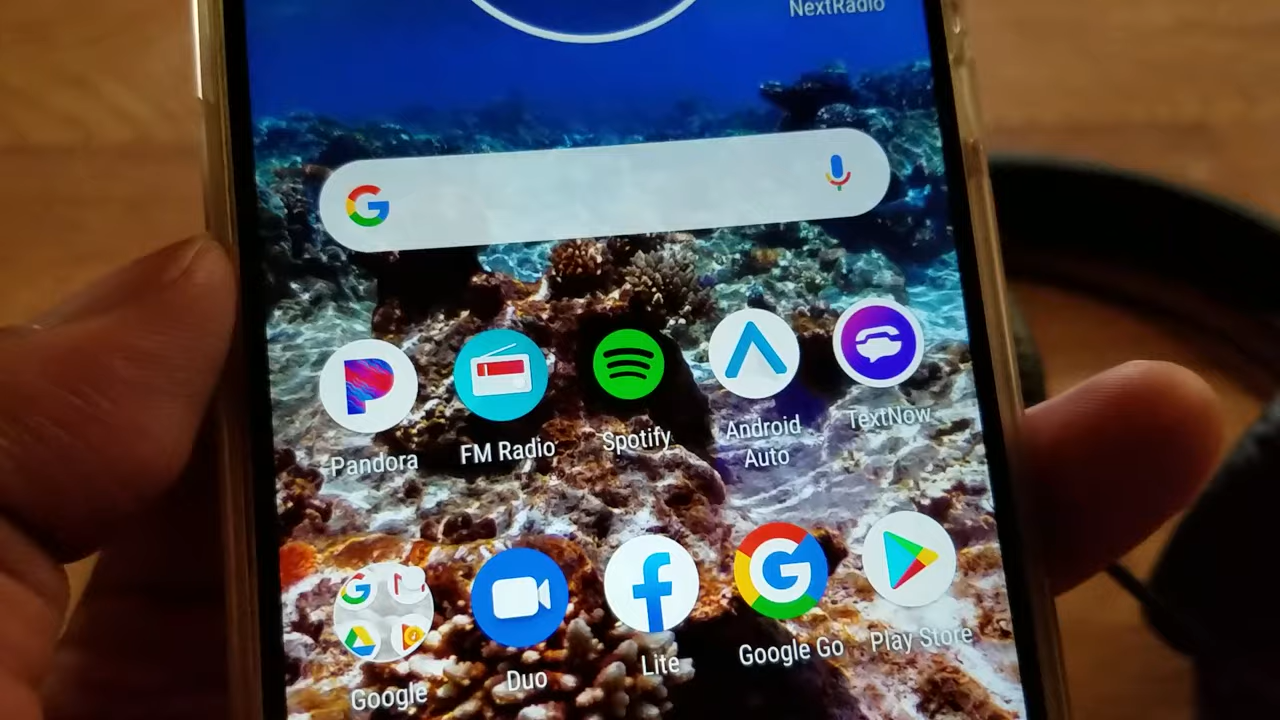 NextRadio
Pandora
FM Radio
Spotify
Android
Auto
TextNow
Google
Duo
Lite
Google Go
Play Store